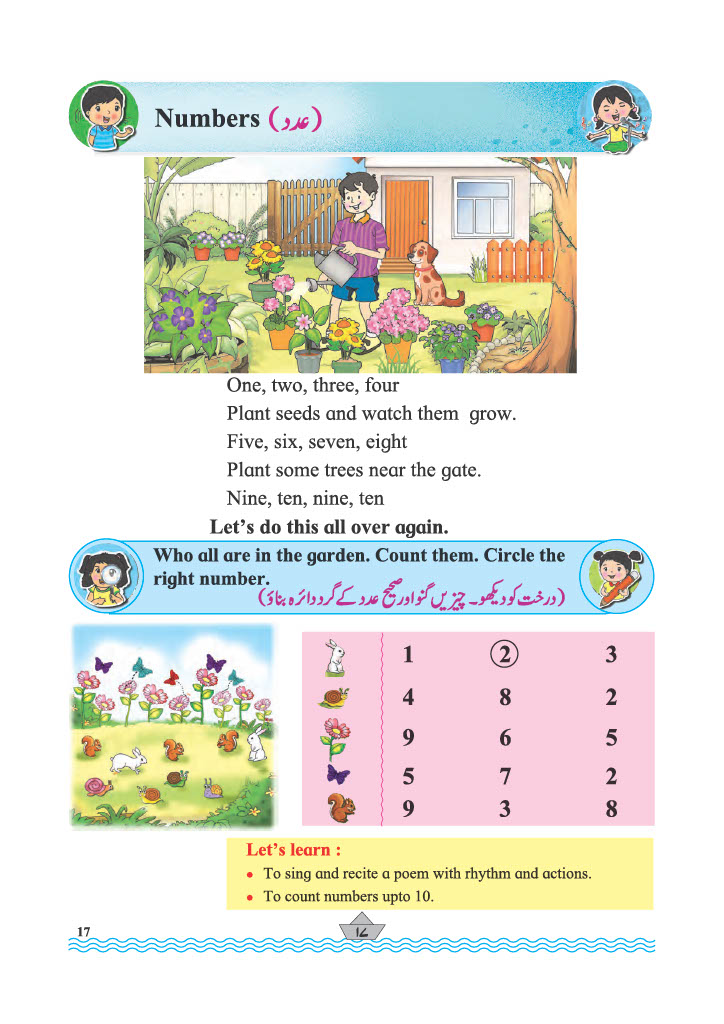 Numbers (عدد)
One, two, three, four
Plant seeds and watch them grow.
Five, six, seven, eight
Plant some trees near the gate.
Nine, ten, nine, ten
Let’s do this all over again.
Who all are in the garden. Count them. Circle the
right number.
(درخت کو دیکھو۔ چیزیں گنو اور صحیح عدد کے گرد دائرہ بناؤ)
1 2 3
4 8 2
9 6 5
5 7 2
9 3 8
Let’s learn :
• To sing and recite a poem with rhythm and actions.
• To count numbers upto 10.
17
۱۷